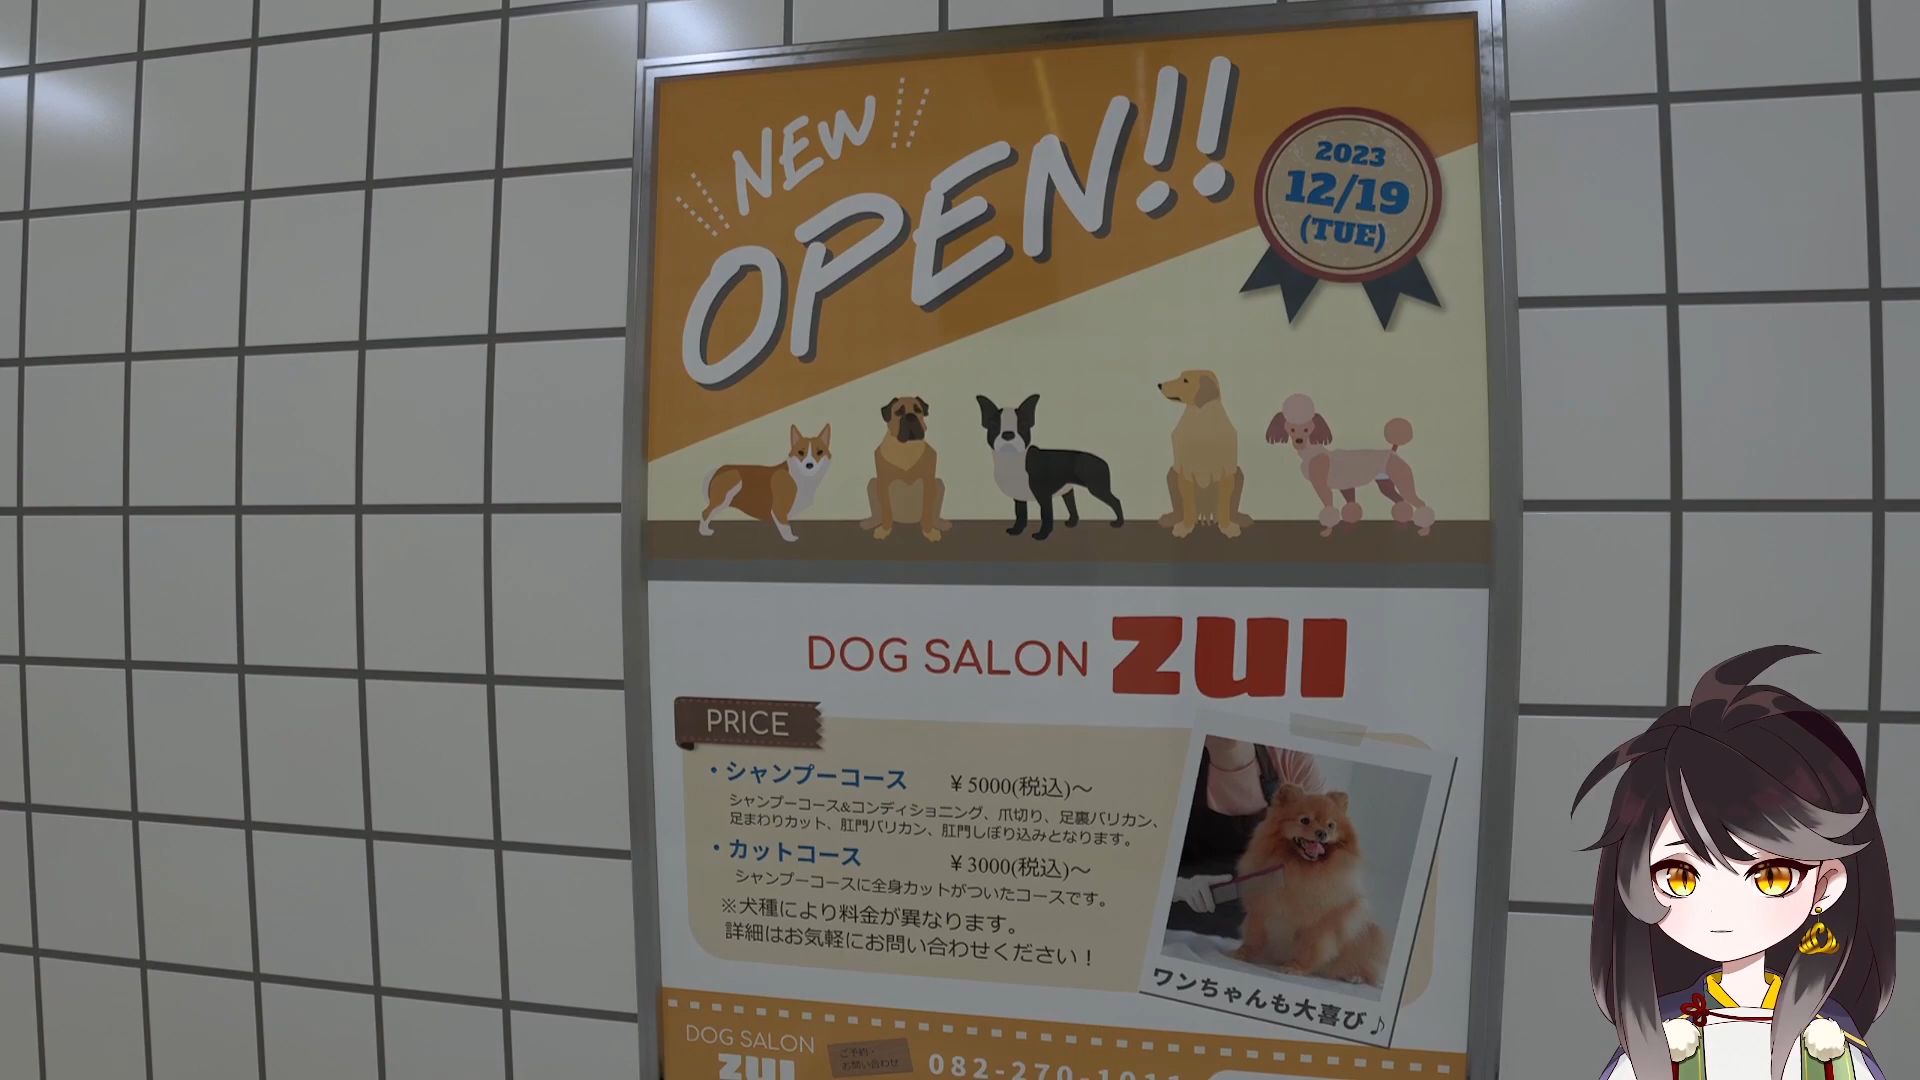 NEW
OPEN!!
2023
12/19
(TUE)
DOG SALON ZUI
PRICE
・シャンプーコース ￥5000(税込)～
シャンプーコース&コンディショニング、爪切り、足裏バリカン、
足まわりカット、肛門バリカン、肛門しぼり込みとなります。
・カットコース ￥3000(税込)～
シャンプーコースに全身カットがついたコースです。
※犬種により料金が異なります。
詳細はお気軽にお問い合わせください！
ワンちゃんも大喜び♪
DOG SALON
ZUI
ご予約・
お問い合わせ
082-270-1011